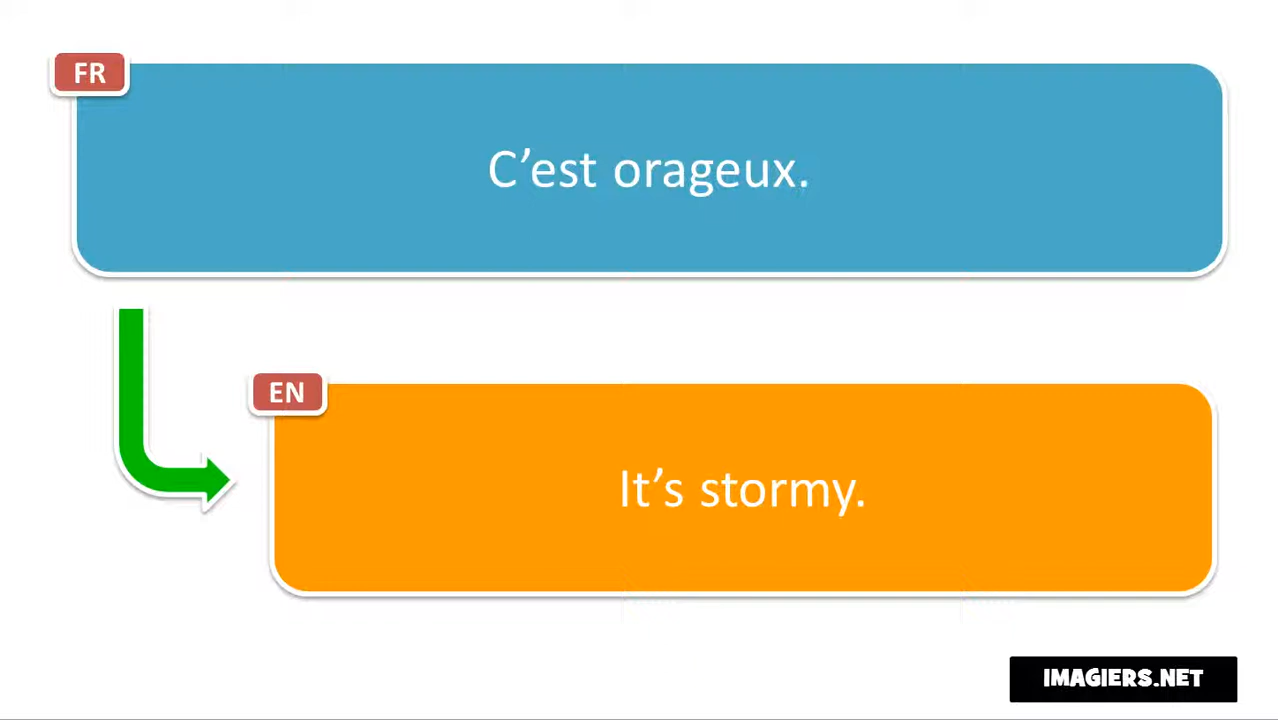 FR
C’est orageux.
EN
It’s stormy.
IMAGIERS.NET